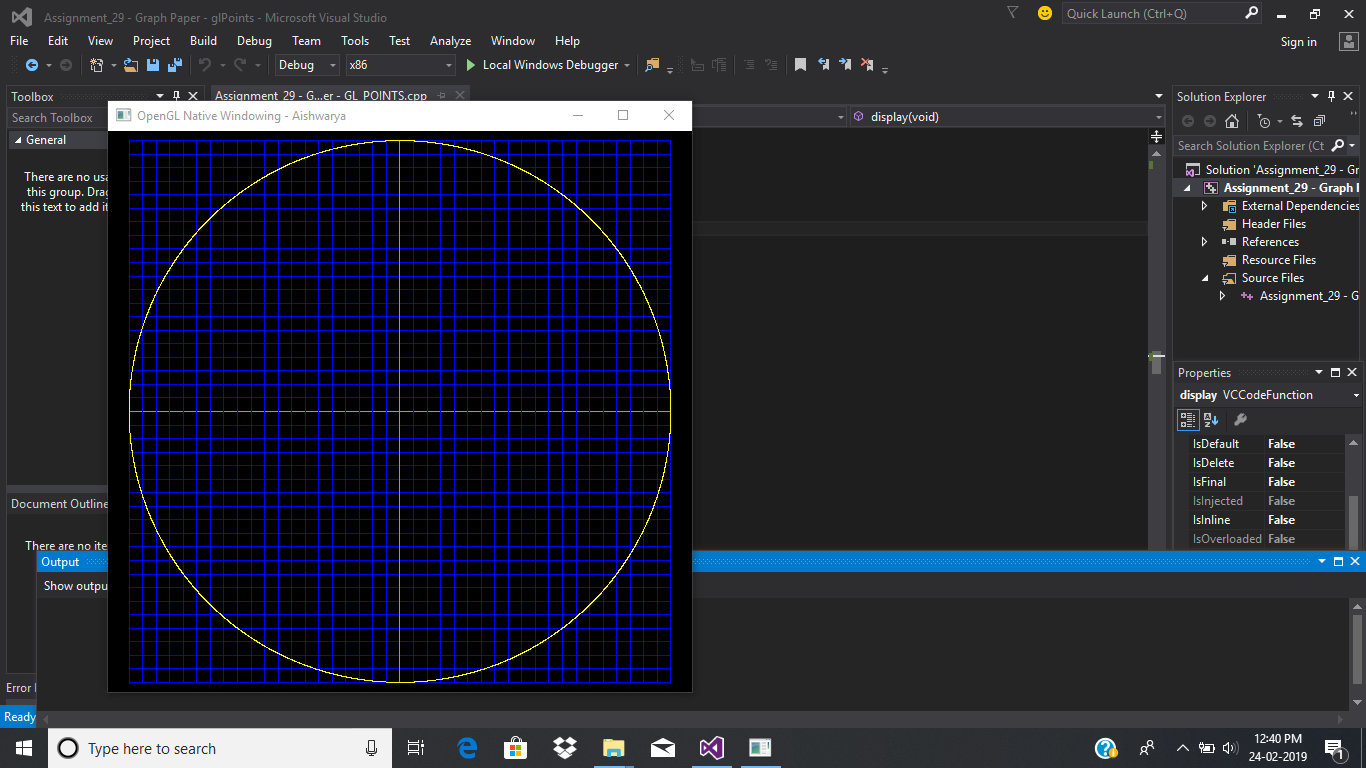 Assignment_29 - Graph Paper - glPoints - Microsoft Visual Studio
Quick Launch (Ctrl+Q)
File Edit View Project Build Debug Team Tools Test Analyze Window Help
Sign in
Debug x86 Local Windows Debugger
Toolbox
Assignment 29 - G...er - GL_POINTS.cpp
Solution Explorer
Search Toolbox
OpenGL Native Windowing - Aishwarya
display(void)
General
Search Solution Explorer (Ct
There are no usa
this group. Drag
this text to add it
Solution 'Assignment_29 - Gr
Assignment_29 - Graph
External Dependencies
Header Files
References
Resource Files
Source Files
Assignment_29 - G
Properties
display VCCodeFunction
IsDefault False
IsDelete False
IsFinal False
IsInjected False
IsInline False
IsOverloaded False
Document Outline
There are no ite
Output
Show outpu
Error
Ready
Type here to search
12:40 PM
24-02-2019
1